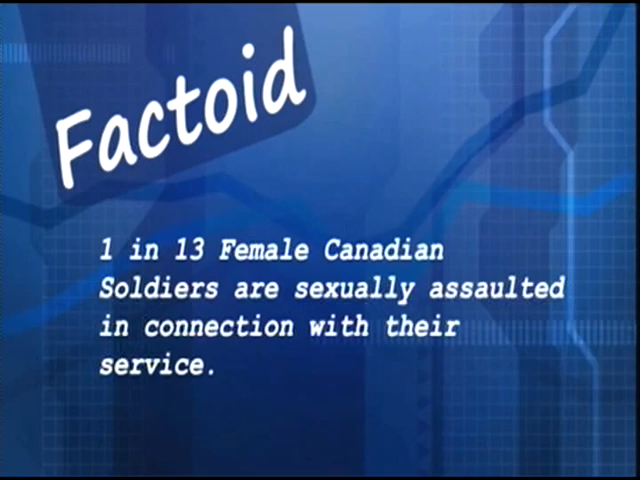 Factoid
1 in 13 Female Canadian
Soldiers are sexually assaulted
in connection with their
service.